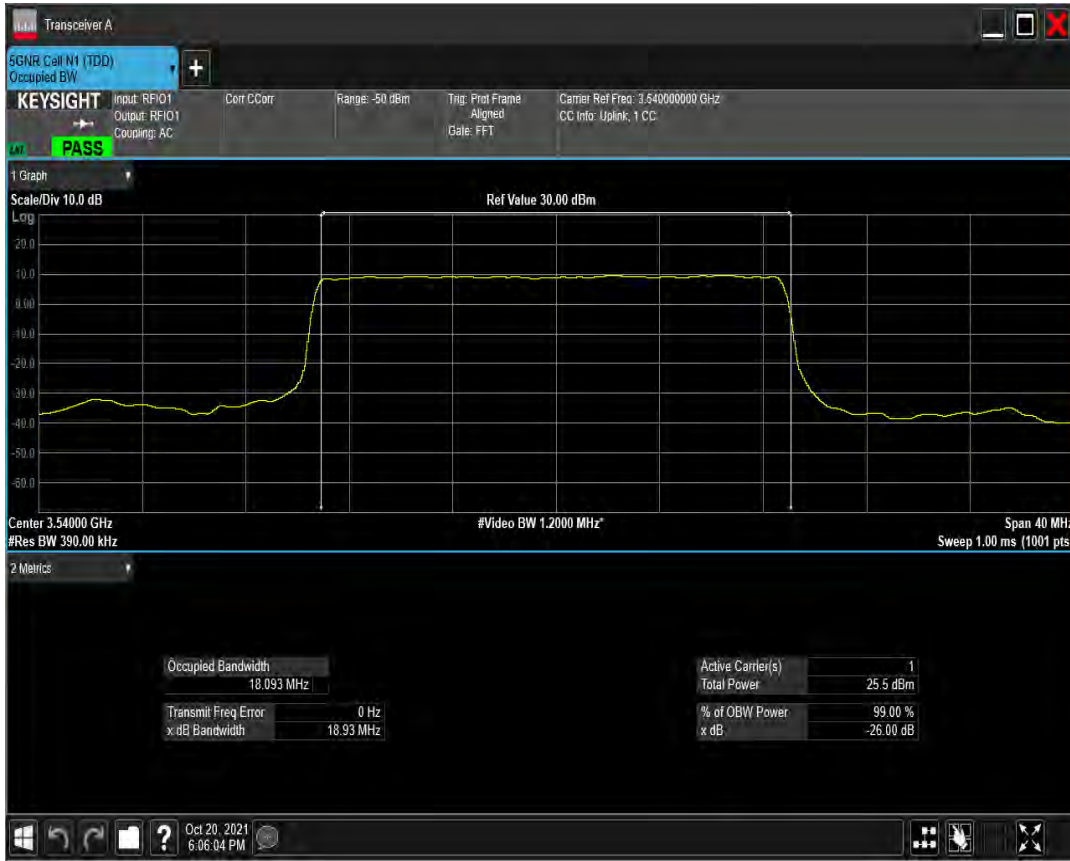 Transceiver A
5GNR Cell N1 (TDD)
Occupied BW
KEYSIGHT
Input: RFIO1
Output: RFIO1
Coupling: AC
Corr CCorr
Range: -50 dBm
Trig: Prot Frame
Aligned
Gate: FFT
Carrier Ref Freq: 3.540000000 GHz
CC Info: Uplink, 1 CC
PASS
1 Graph
Scale/Div 10.0 dB
Ref Value 30.00 dBm
Log
20.0
10.0
0.00
-10.0
-20.0
-30.0
-40.0
-50.0
-60.0
Center 3.54000 GHz
#Video BW 1.2000 MHz*
Span 40 MHz
#Res BW 390.00 kHz
Sweep 1.00 ms (1001 pts
2 Metrics
Occupied Bandwidth
18.093 MHz
Transmit Freq Error 0 Hz
x dB Bandwidth 18.93 MHz
Active Carrier(s) 1
Total Power 25.5 dBm
% of OBW Power 99.00 %
x dB -26.00 dB
Oct 20, 2021
6:06:04 PM